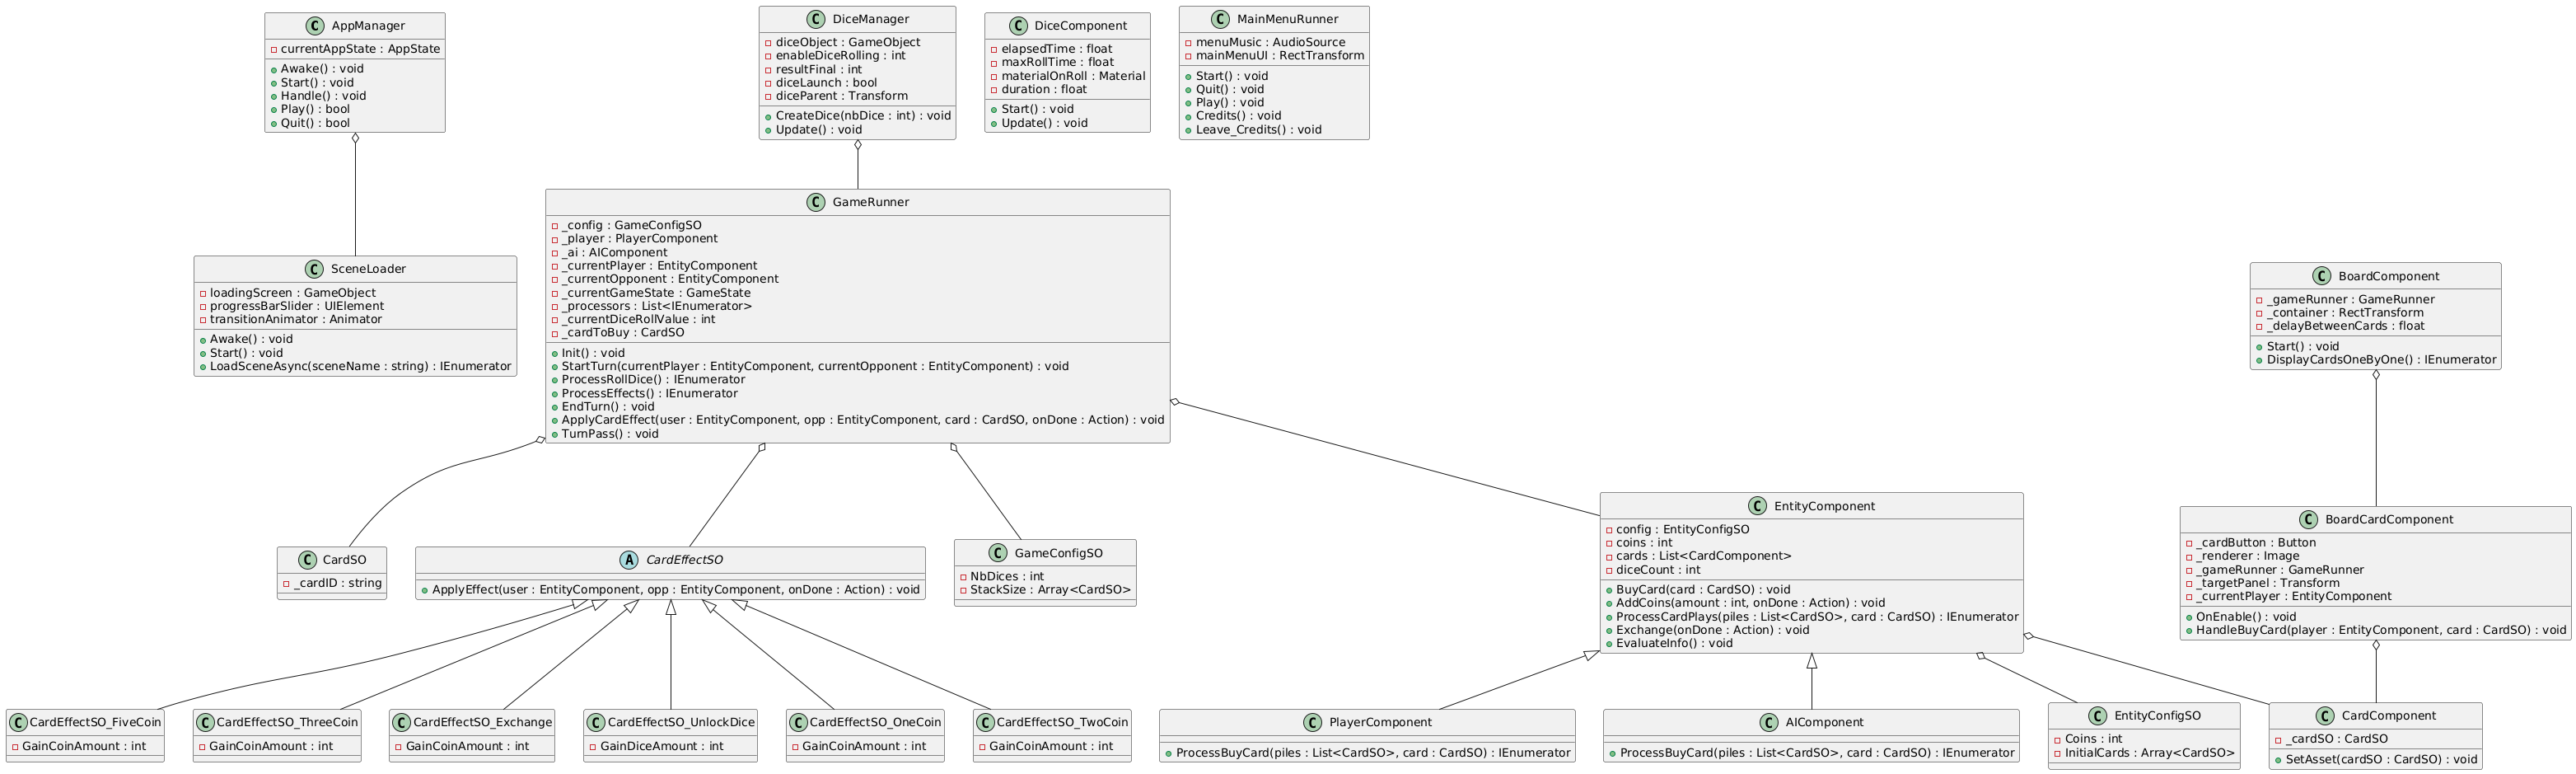 C AppManager
currentAppState : AppState
Awake() : void
Start() : void
Handle() : void
Play() : bool
Quit() : bool
C DiceManager
diceObject : GameObject
enableDiceRolling : int
resultFinal : int
diceLaunch : bool
diceParent : Transform
CreateDice(nbDice : int) : void
Update() : void
C DiceComponent
elapsedTime : float
maxRollTime : float
materialOnRoll : Material
duration : float
Start() : void
Update() : void
C MainMenuRunner
menuMusic : AudioSource
mainMenuUI : RectTransform
Start() : void
Quit() : void
Play() : void
Credits() : void
Leave_Credits() : void
C GameRunner
_config : GameConfigSO
_player : PlayerComponent
_ai : AIComponent
_currentPlayer : EntityComponent
_currentOpponent : EntityComponent
_currentGameState : GameState
_processors : List<IEnumerator>
_currentDiceRollValue : int
_cardToBuy : CardSO
Init() : void
StartTurn(currentPlayer : EntityComponent, currentOpponent : EntityComponent) : void
ProcessRollDice() : IEnumerator
ProcessEffects() : IEnumerator
EndTurn() : void
ApplyCardEffect(user : EntityComponent, opp : EntityComponent, card : CardSO, onDone : Action) : void
TurnPass() : void
C SceneLoader
loadingScreen : GameObject
progressBarSlider : UIElement
transitionAnimator : Animator
Awake() : void
Start() : void
LoadSceneAsync(sceneName : string) : IEnumerator
C BoardComponent
_gameRunner : GameRunner
_container : RectTransform
_delayBetweenCards : float
Start() : void
DisplayCardsOneByOne() : IEnumerator
C CardSO
_cardID : string
A CardEffectSO
ApplyEffect(user : EntityComponent, opp : EntityComponent, onDone : Action) : void
C GameConfigSO
NbDices : int
StackSize : Array<CardSO>
C EntityComponent
config : EntityConfigSO
coins : int
cards : List<CardComponent>
diceCount : int
BuyCard(card : CardSO) : void
AddCoins(amount : int, onDone : Action) : void
ProcessCardPlays(piles : List<CardSO>, card : CardSO) : IEnumerator
Exchange(onDone : Action) : void
EvaluateInfo() : void
C BoardCardComponent
_cardButton : Button
_renderer : Image
_gameRunner : GameRunner
_targetPanel : Transform
_currentPlayer : EntityComponent
OnEnable() : void
HandleBuyCard(player : EntityComponent, card : CardSO) : void
C CardEffectSO_FiveCoin
GainCoinAmount : int
C CardEffectSO_ThreeCoin
GainCoinAmount : int
C CardEffectSO_Exchange
GainCoinAmount : int
C CardEffectSO_UnlockDice
GainDiceAmount : int
C CardEffectSO_OneCoin
GainCoinAmount : int
C CardEffectSO_TwoCoin
GainCoinAmount : int
C PlayerComponent
ProcessBuyCard(piles : List<CardSO>, card : CardSO) : IEnumerator
C AIComponent
ProcessBuyCard(piles : List<CardSO>, card : CardSO) : IEnumerator
C EntityConfigSO
Coins : int
InitialCards : Array<CardSO>
C CardComponent
_cardSO : CardSO
SetAsset(cardSO : CardSO) : void